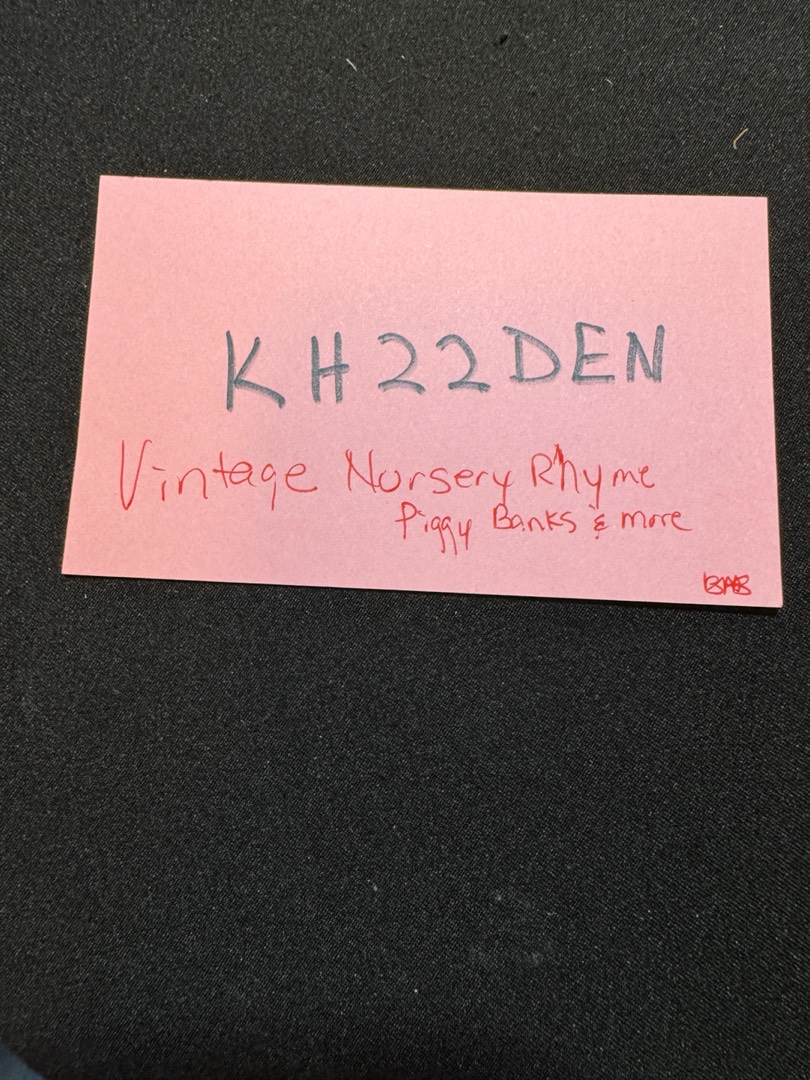 KH22DEN
Vintage Nursery Rhyme
Piggy Banks & more